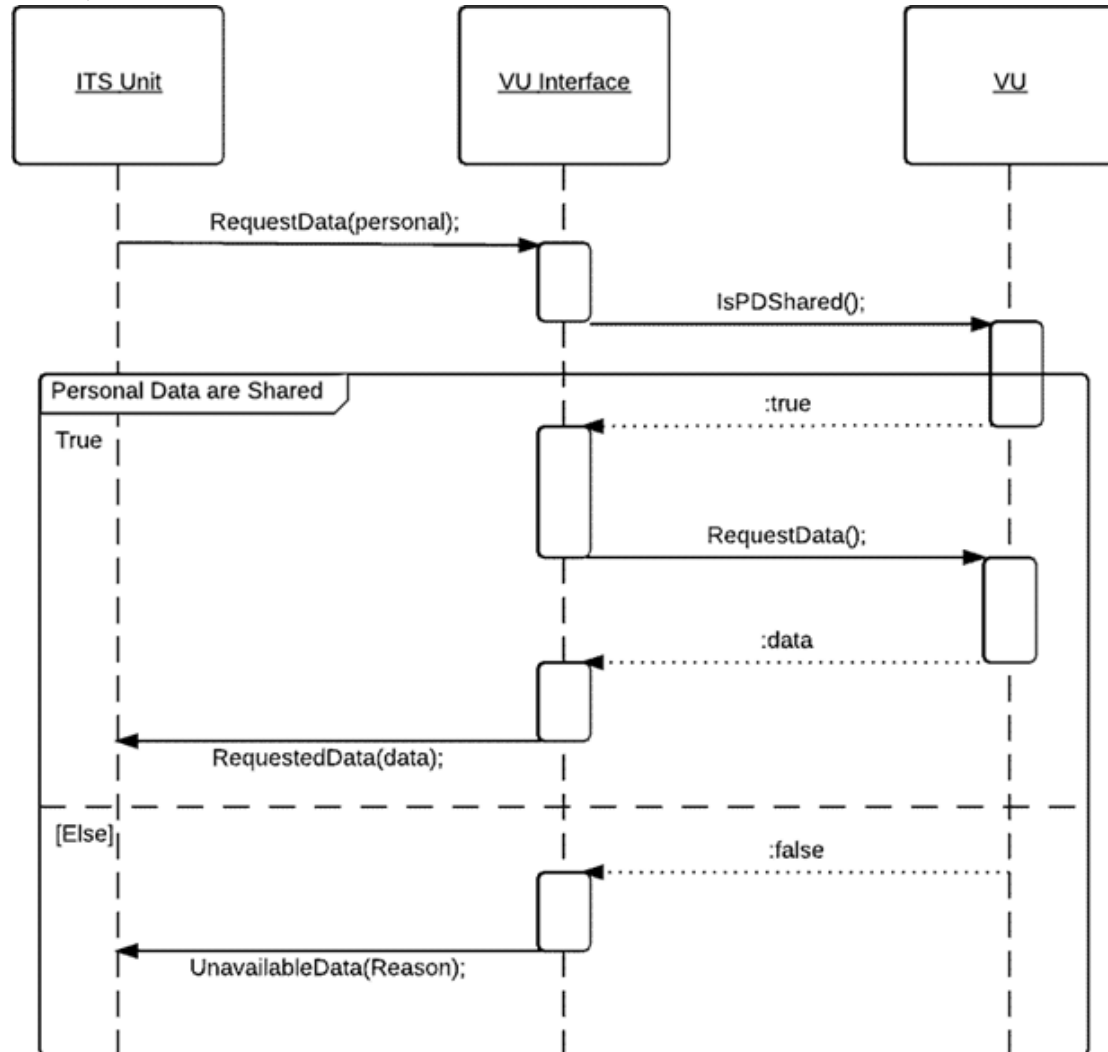 ITS Unit
VU Interface
VU
RequestData(personal);
IsPDShared();
Personal Data are Shared
:true
True
RequestData();
:data
RequestedData(data);
[Else]
:false
UnavailableData(Reason);